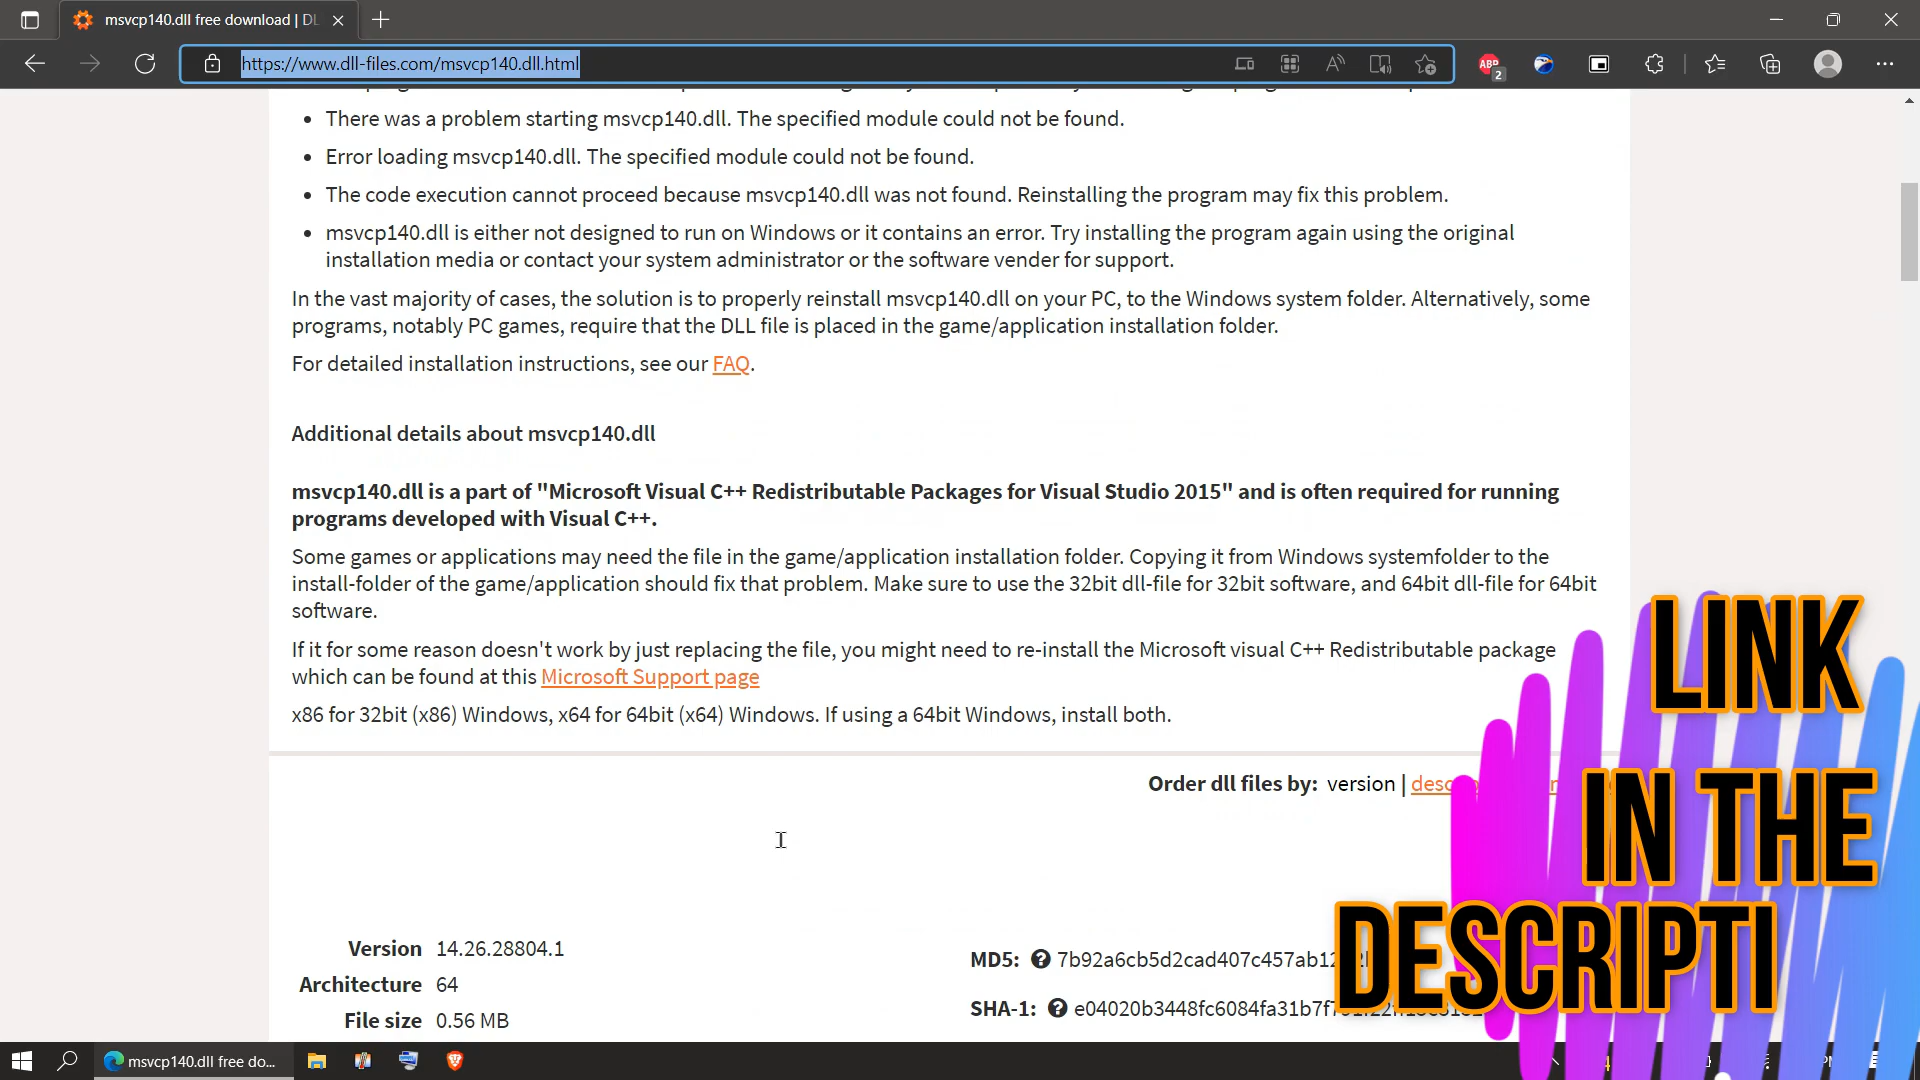 msvcp140.dll free download | DL
https://www.dll-files.com/msvcp140.dll.html
ABP
2
There was a problem starting msvcp140.dll. The specified module could not be found.
Error loading msvcp140.dll. The specified module could not be found.
The code execution cannot proceed because msvcp140.dll was not found. Reinstalling the program may fix this problem.
msvcp140.dll is either not designed to run on Windows or it contains an error. Try installing the program again using the original
installation media or contact your system administrator or the software vender for support.
In the vast majority of cases, the solution is to properly reinstall msvcp140.dll on your PC, to the Windows system folder. Alternatively, some
programs, notably PC games, require that the DLL file is placed in the game/application installation folder.
For detailed installation instructions, see our FAQ.
Additional details about msvcp140.dll
msvcp140.dll is a part of "Microsoft Visual C++ Redistributable Packages for Visual Studio 2015" and is often required for running
programs developed with Visual C++.
Some games or applications may need the file in the game/application installation folder. Copying it from Windows systemfolder to the
install-folder of the game/application should fix that problem. Make sure to use the 32bit dll-file for 32bit software, and 64bit dll-file for 64bit
software.
If it for some reason doesn't work by just replacing the file, you might need to re-install the Microsoft visual C++ Redistributable package
which can be found at this Microsoft Support page
x86 for 32bit (x86) Windows, x64 for 64bit (x64) Windows. If using a 64bit Windows, install both.
Order dll files by: version |
LINK
IN THE
DESCRIPTI
Version 14.26.28804.1
Architecture 64
File size 0.56 MB
MD5:
SHA-1:
msvcp140.dll free do...